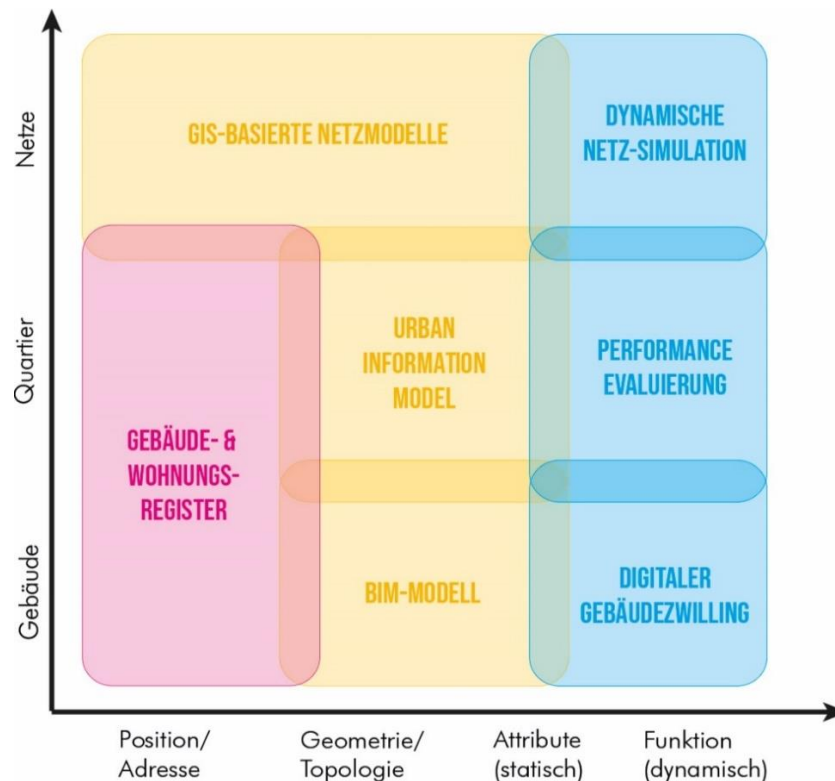 Netze
Quartier
Gebäude
GIS-BASIERTE NETZMODELLE
DYNAMISCHE
NETZ-SIMULATION
URBAN
INFORMATION
MODEL
PERFORMANCE
EVALUIERUNG
GEBÄUDE- &
WOHNUNGS-
REGISTER
BIM-MODELL
DIGITALER
GEBÄUDEZWILLING
Position/
Adresse
Geometrie/
Topologie
Attribute
(statisch)
Funktion
(dynamisch)